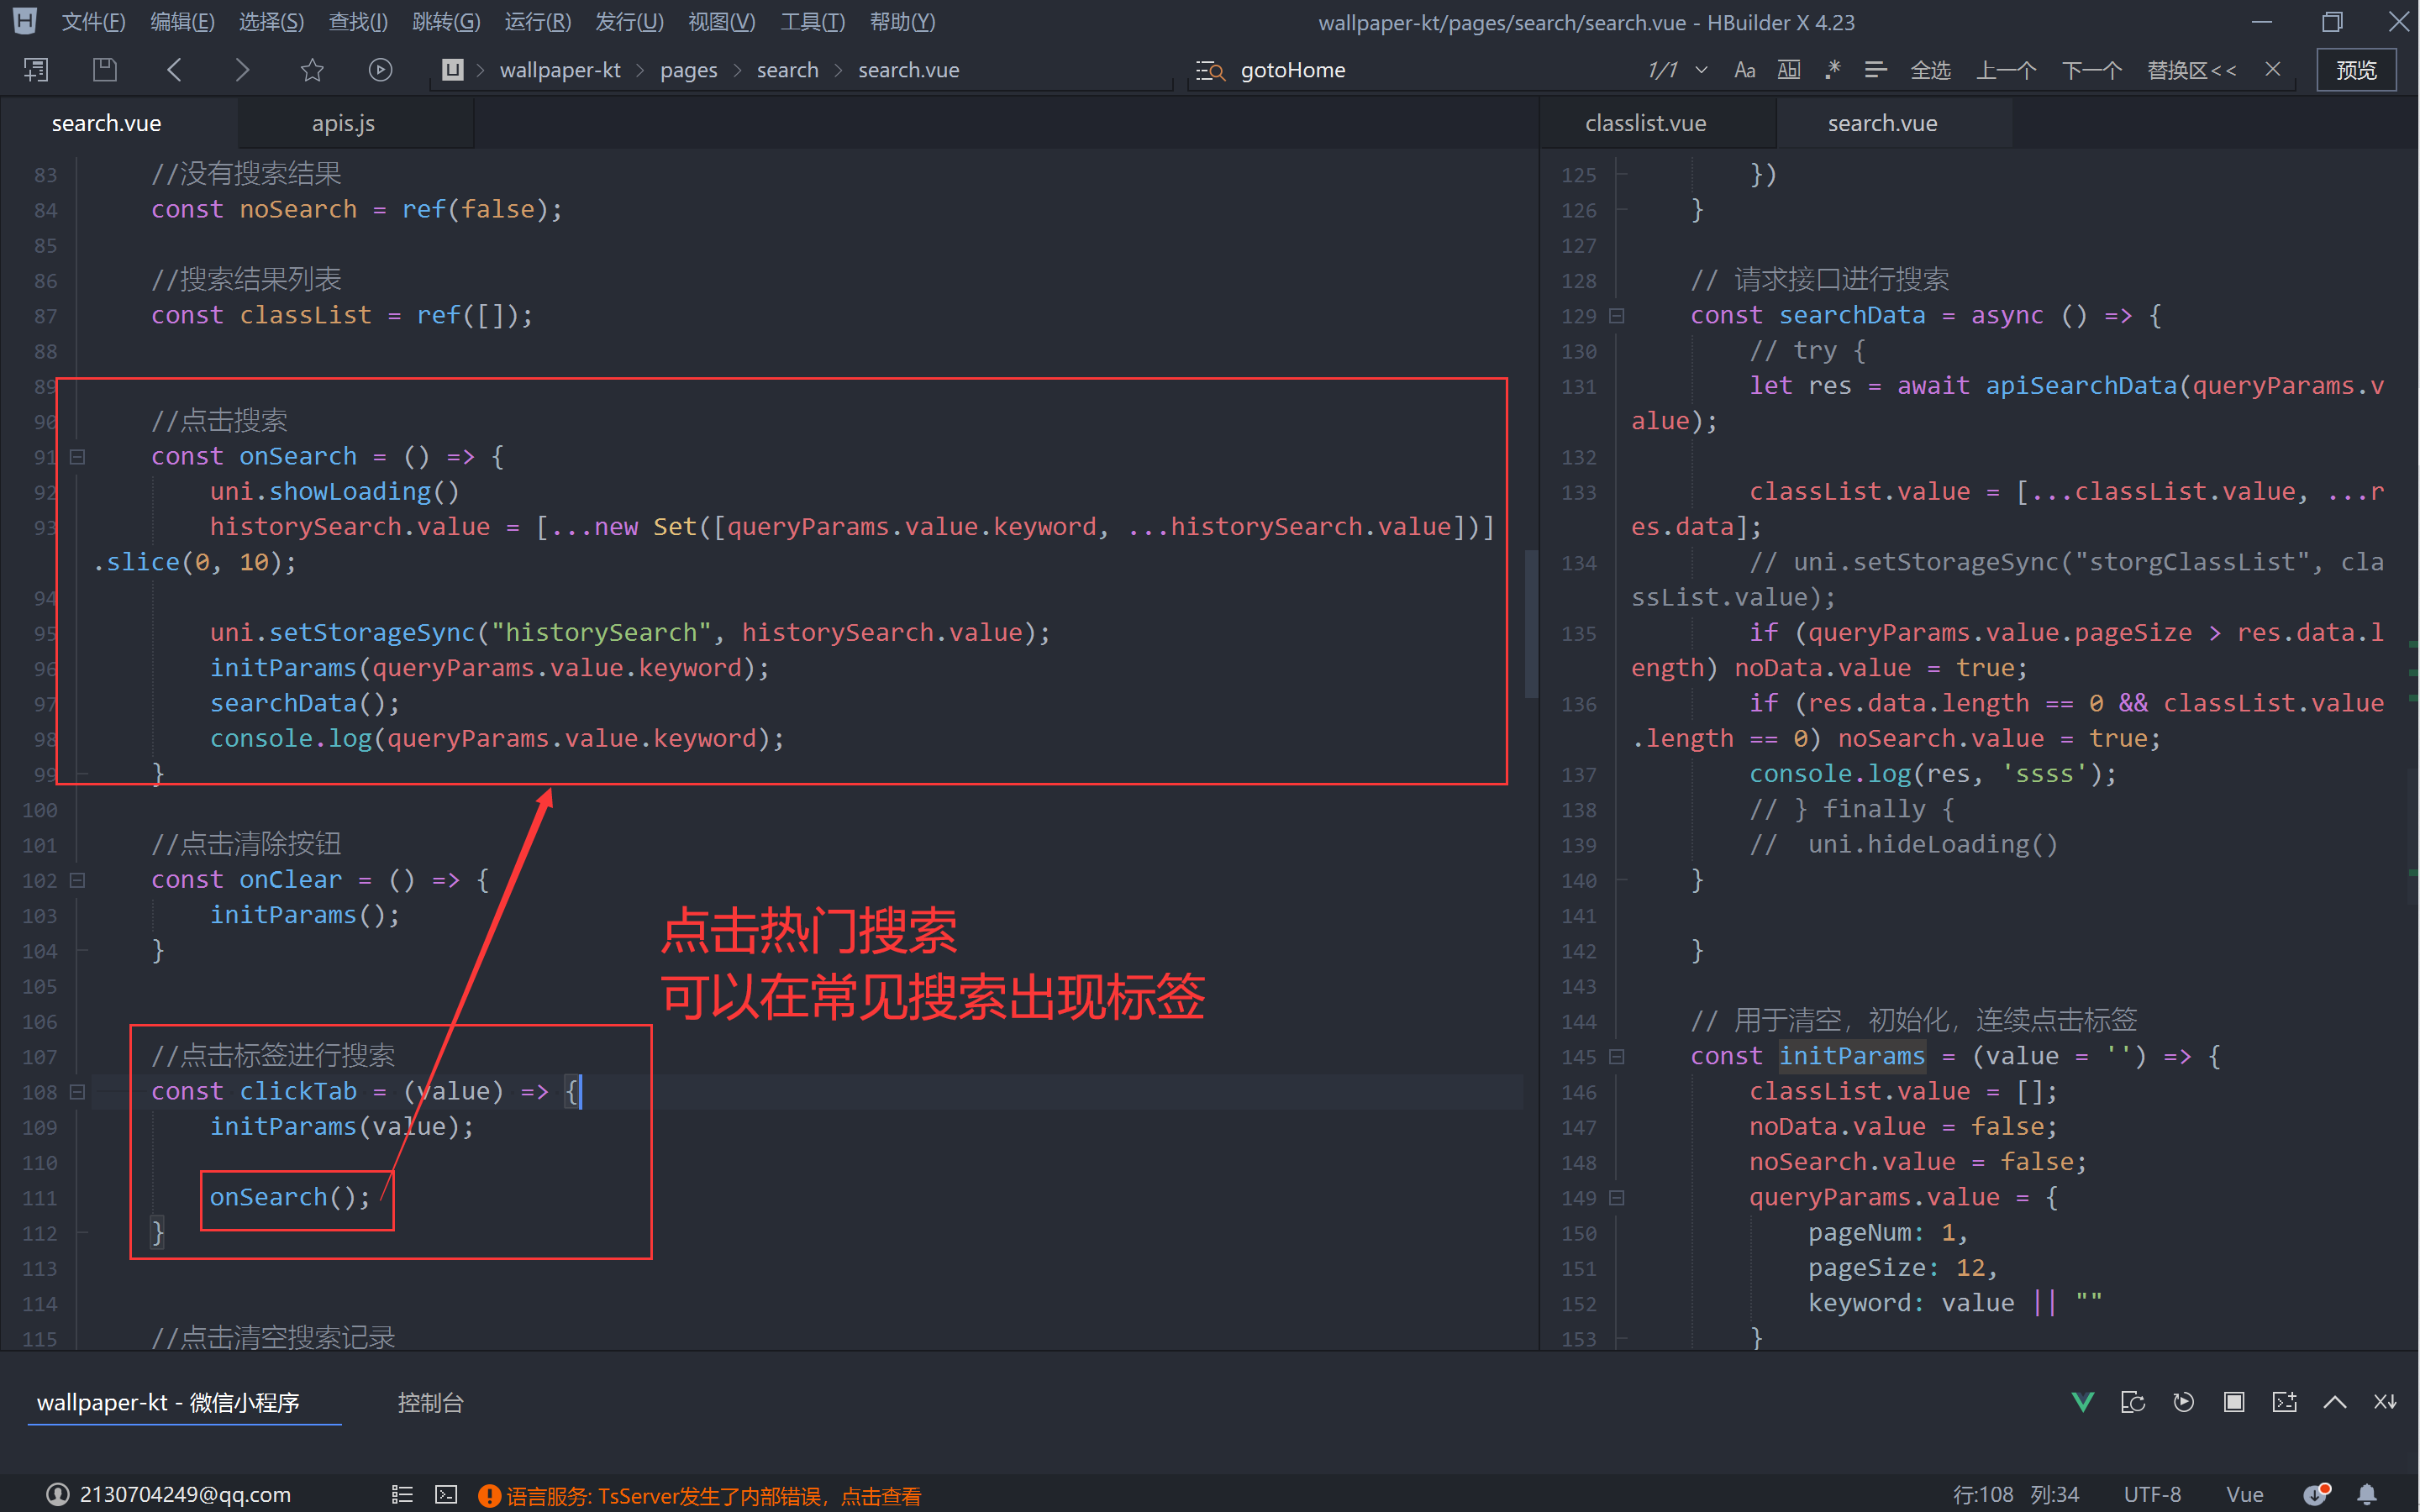 文件(F) 编辑(E) 选择(S) 查找(I) 跳转(G) 运行(R) 发行(U) 视图(V) 工具(T) 帮助(Y) wallpaper-kt/pages/search/search.vue - HBuilder X 4.23
wallpaper-kt pages search search.vue gotoHome 1/1 Aa Ab .* 全选 上一个 下一个 替换区<< 预览
search.vue apis.js
83 //没有搜索结果
84 const noSearch = ref(false);
85
86 //搜索结果列表
87 const classList = ref([]);
88
89
90 //点击搜索
91 const onSearch = () => {
92 uni.showLoading()
93 historySearch.value = [...new Set([queryParams.value.keyword, ...historySearch.value])]
.slice(0, 10);
94
95 uni.setStorageSync("historySearch", historySearch.value);
96 initParams(queryParams.value.keyword);
97 searchData();
98 console.log(queryParams.value.keyword);
99 }
100
101 //点击清除按钮
102 const onClear = () => {
103 initParams();
104 }
105
106
107 //点击标签进行搜索
108 const clickTab = (value) => {
109 initParams(value);
110
111 onSearch();
112 }
113
114
115 //点击清空搜索记录
点击热门搜索
可以在常见搜索出现标签
classlist.vue search.vue
125 })
126 }
127
128 // 请求接口进行搜索
129 const searchData = async () => {
130 // try {
131 let res = await apiSearchData(queryParams.v
alue);
132
133 classList.value = [...classList.value, ...r
es.data];
134 // uni.setStorageSync("storgClassList", cla
ssList.value);
135 if (queryParams.value.pageSize > res.data.l
ength) noData.value = true;
136 if (res.data.length == 0 && classList.value
.length == 0) noSearch.value = true;
137 console.log(res, 'ssss');
138 // } finally {
139 // uni.hideLoading()
140 }
141
142 }
143
144 // 用于清空，初始化，连续点击标签
145 const initParams = (value = '') => {
146 classList.value = [];
147 noData.value = false;
148 noSearch.value = false;
149 queryParams.value = {
150 pageNum: 1,
151 pageSize: 12,
152 keyword: value || ""
153 }
wallpaper-kt - 微信小程序 控制台
2130704249@qq.com 语言服务: TsServer发生了内部错误，点击查看 行:108 列:34 UTF-8 Vue